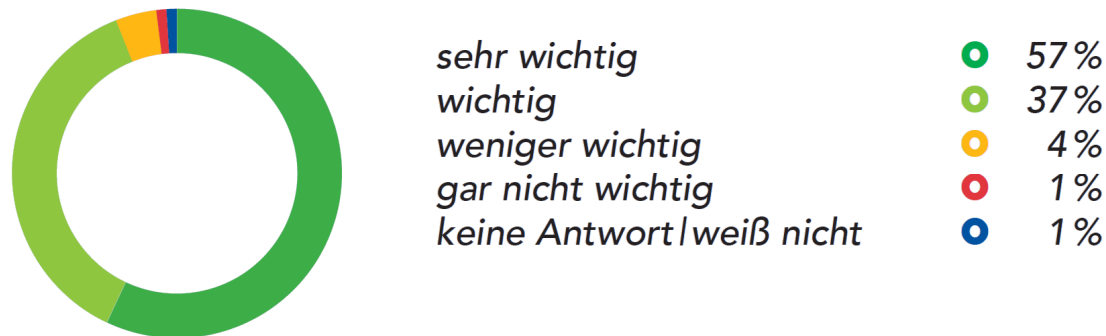 sehr wichtig 57 %
wichtig 37 %
weniger wichtig 4 %
gar nicht wichtig 1 %
keine Antwort|weiß nicht 1 %